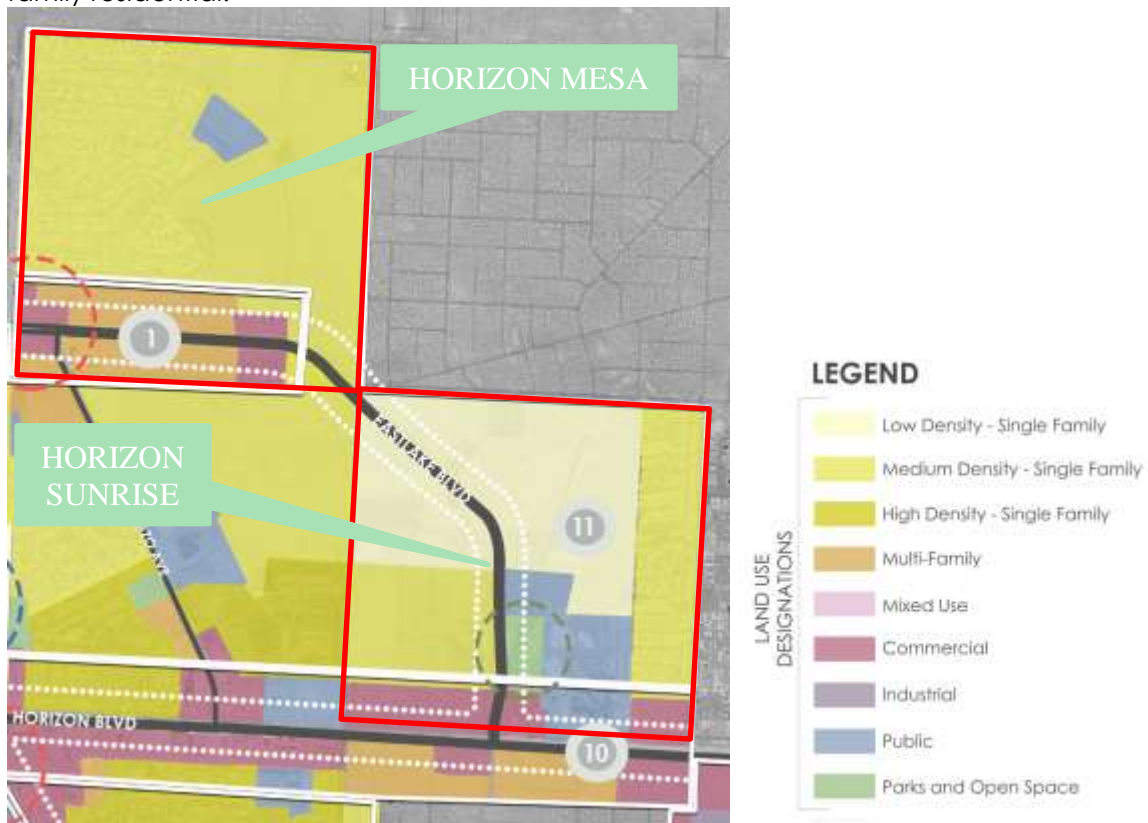 HORIZON MESA
1
HORIZON
SUNRISE
EASTLAKE BLVD
11
HORIZON BLVD
10
LEGEND
LAND USE
DESIGNATIONS
Low Density - Single Family
Medium Density - Single Family
High Density - Single Family
Multi-Family
Mixed Use
Commercial
Industrial
Public
Parks and Open Space